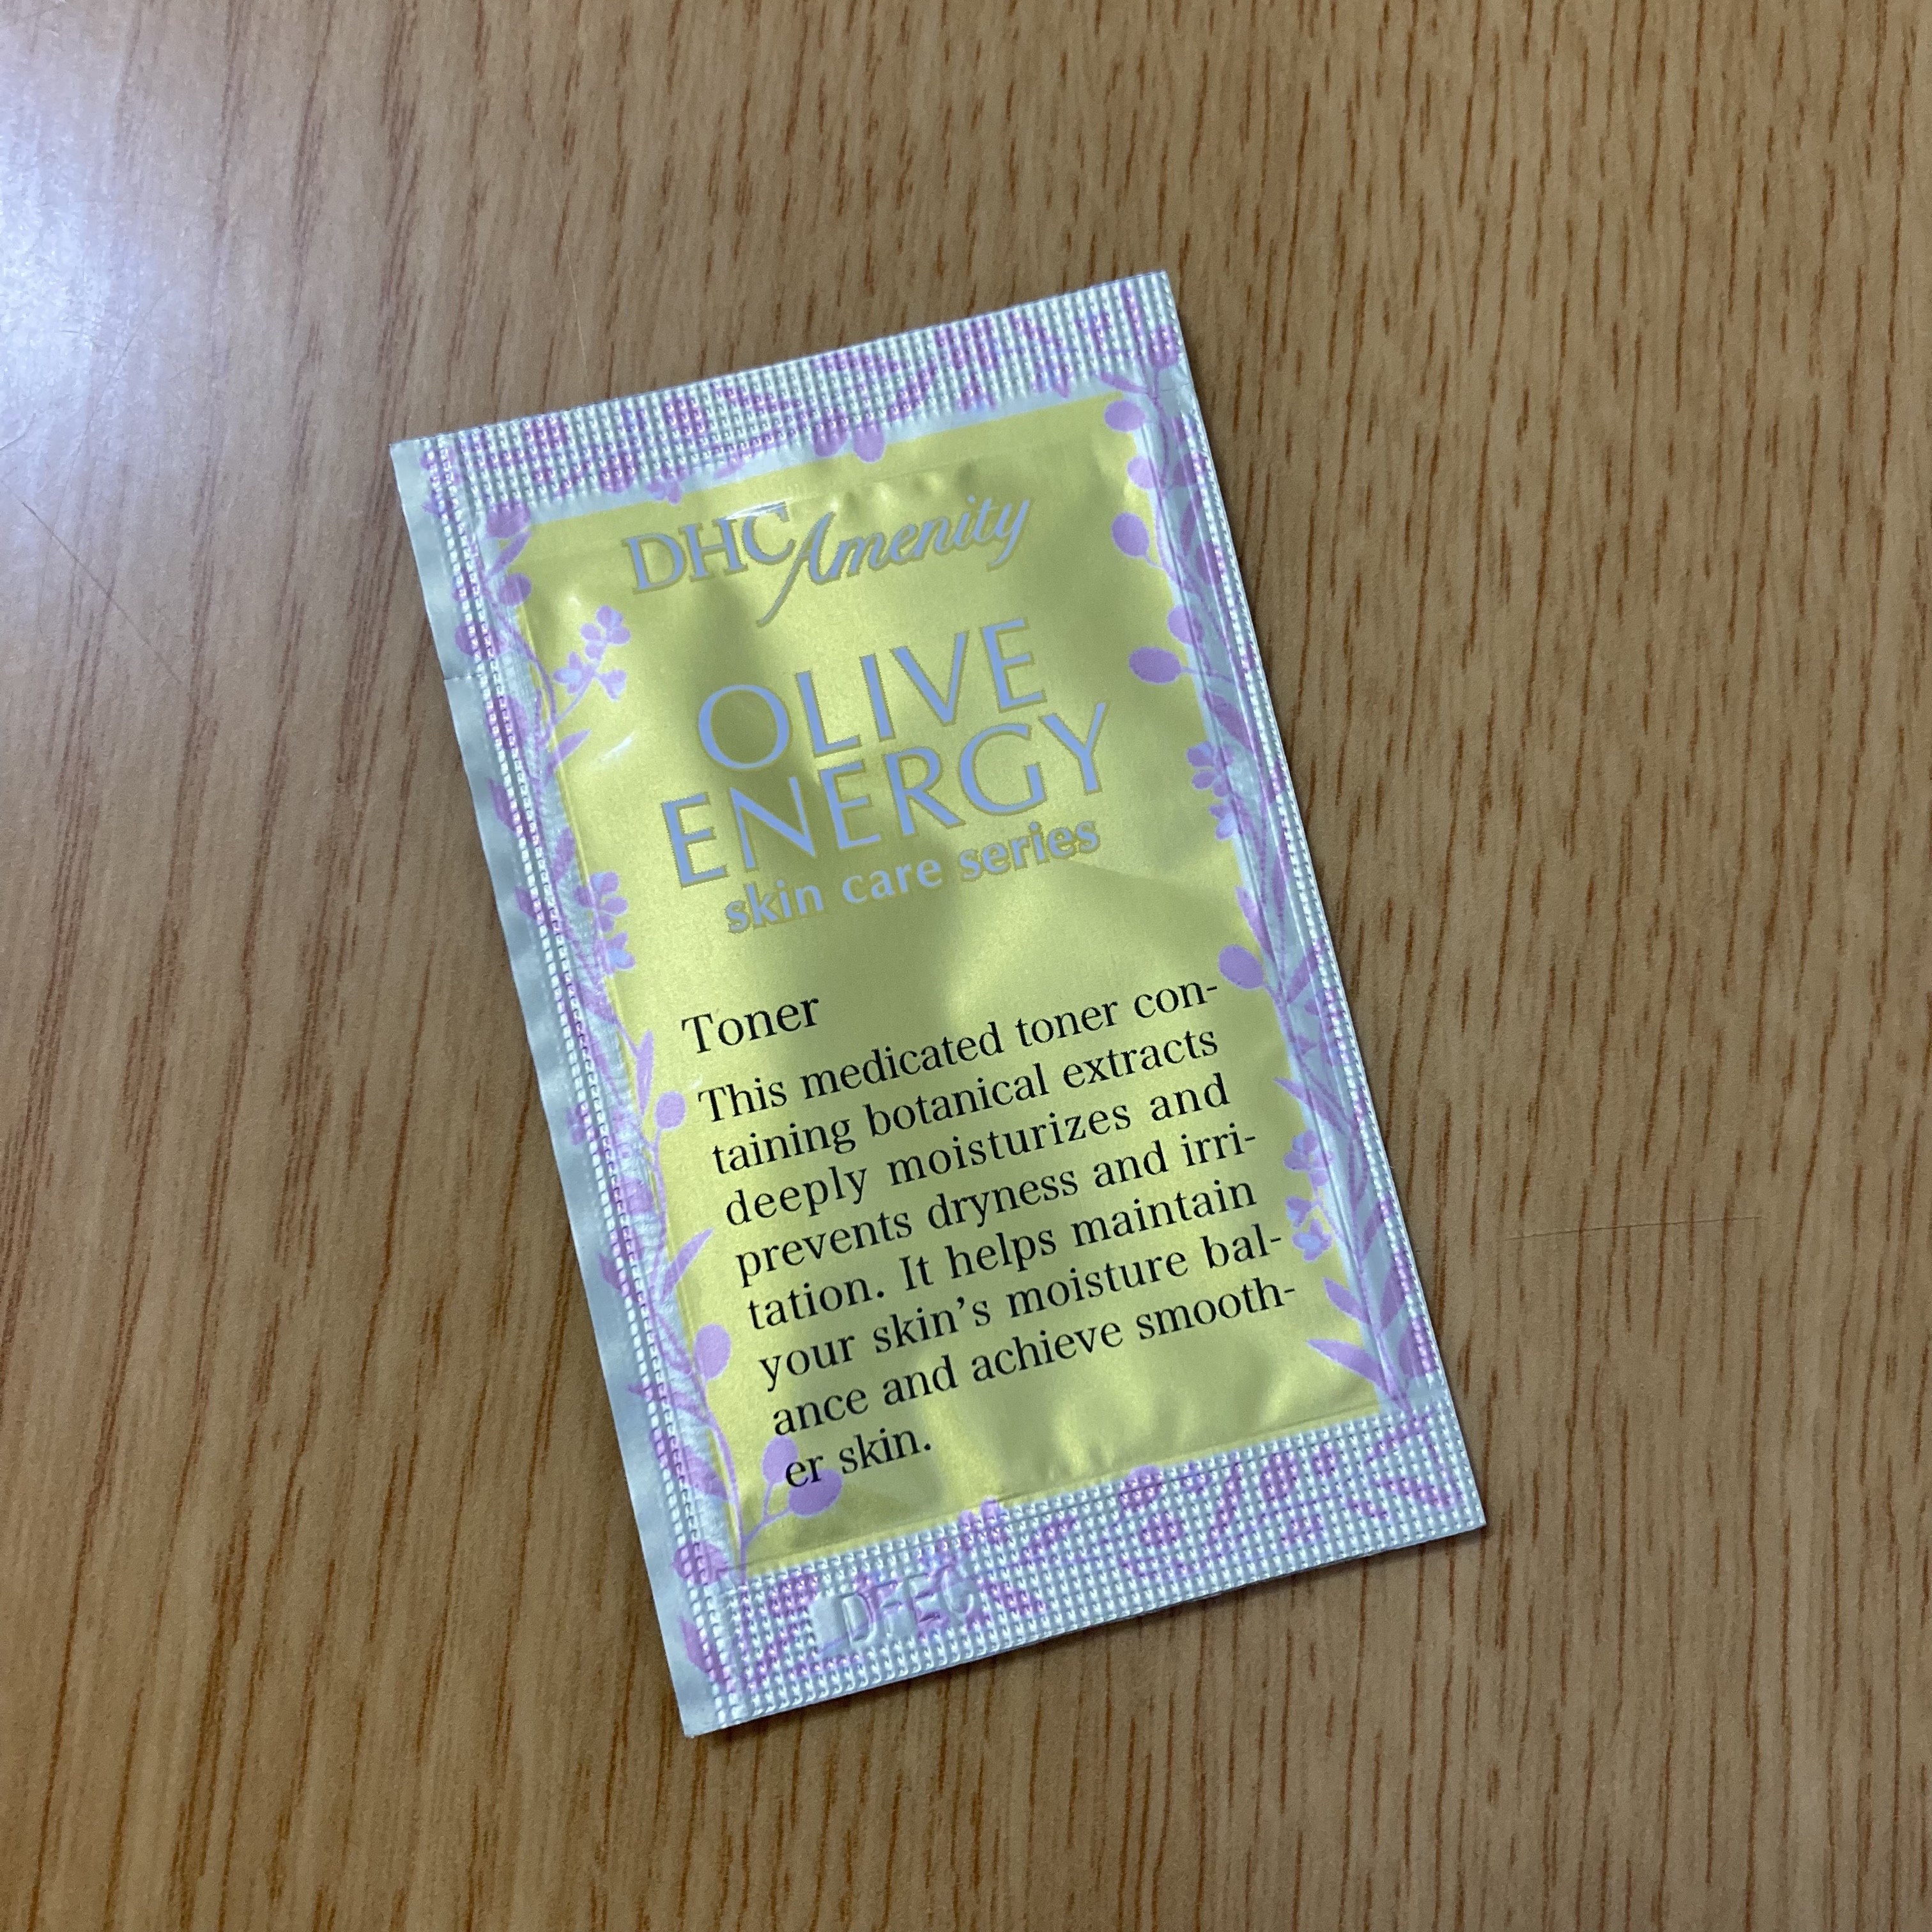 DHC Amenity
OLIVE
ENERGY
skin care series
Toner
This medicated toner con-
taining botanical extracts
deeply moisturizes and
prevents dryness and irri-
tation. It helps maintain
your skin's moisture bal-
ance and achieve smooth-
er skin.